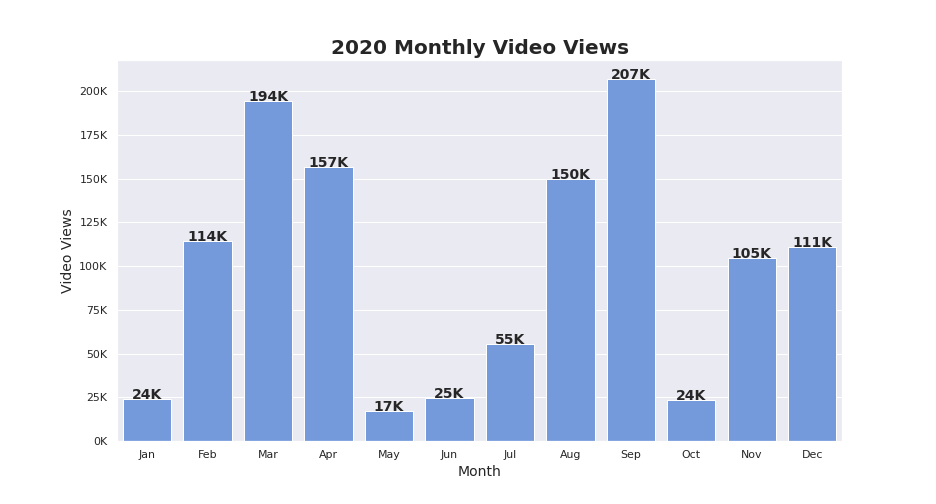 2020 Monthly Video Views
Video Views
200K
175K
150K
125K
100K
75K
50K
25K
0K
24K
114K
194K
157K
17K
25K
55K
150K
207K
24K
105K
111K
Jan Feb Mar Apr May Jun Jul Aug Sep Oct Nov Dec
Month